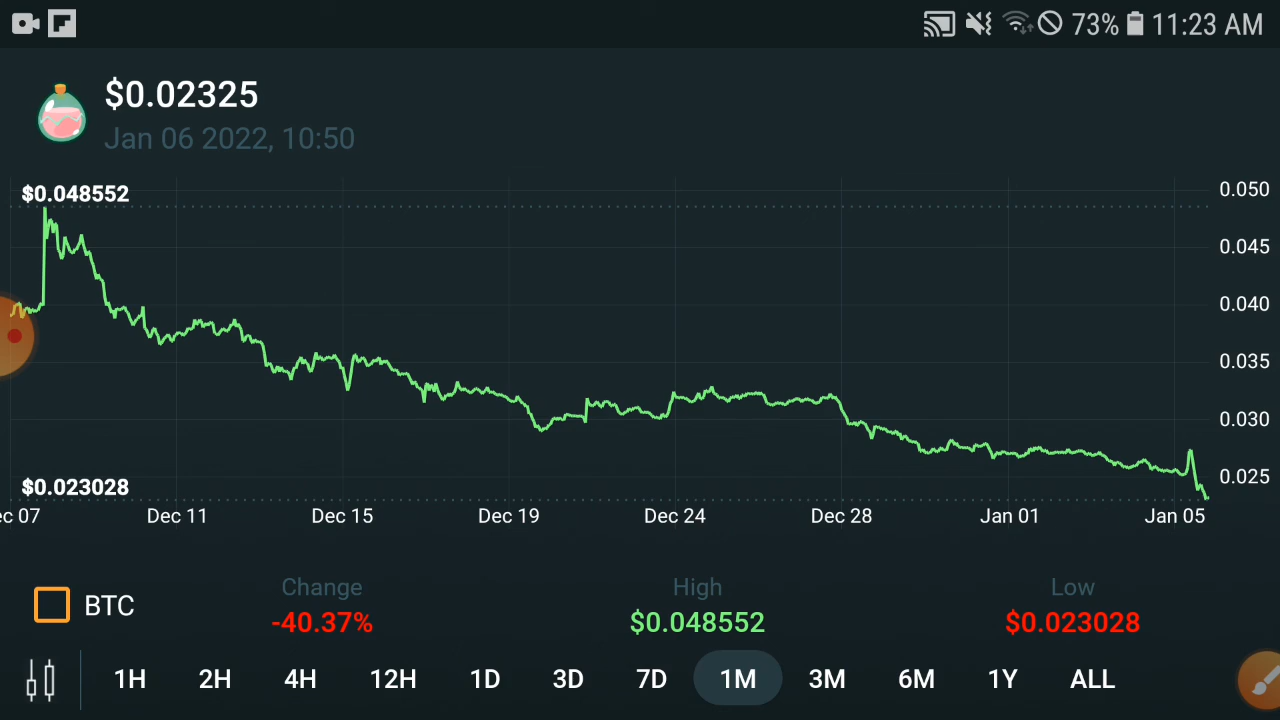 73% 11:23 AM
$0.02325
Jan 06 2022, 10:50
$0.048552
0.050
0.045
0.040
0.035
0.030
0.025
$0.023028
ec 07 Dec 11 Dec 15 Dec 19 Dec 24 Dec 28 Jan 01 Jan 05
BTC
Change High Low
-40.37% $0.048552 $0.023028
1H 2H 4H 12H 1D 3D 7D 1M 3M 6M 1Y ALL